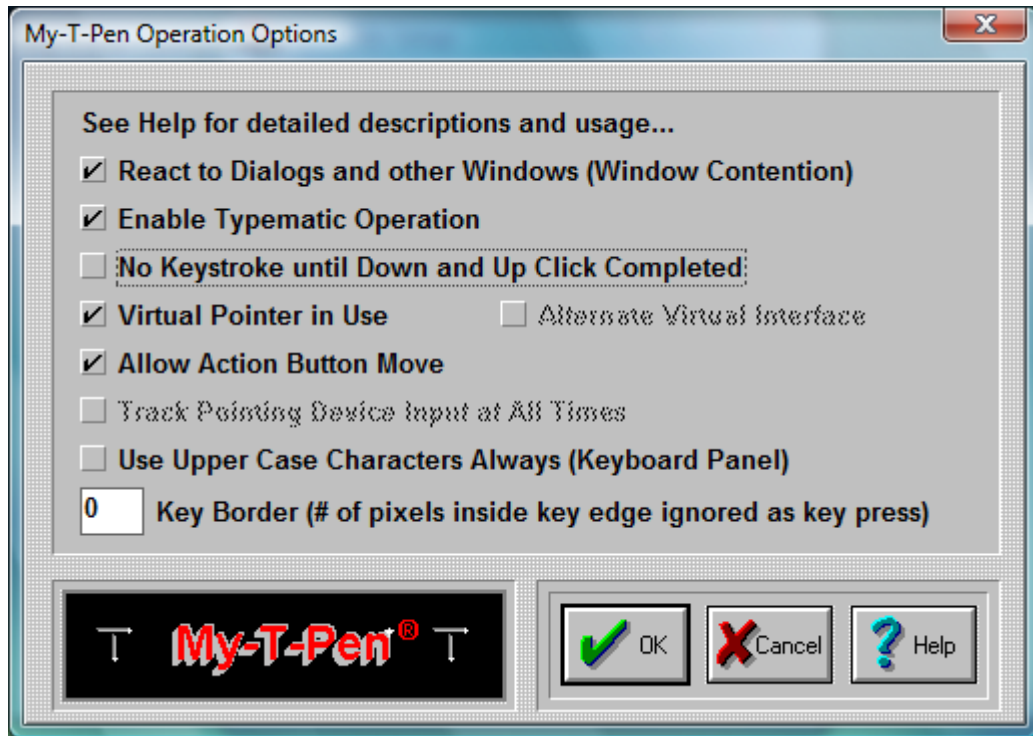 My-T-Pen Operation Options
See Help for detailed descriptions and usage...
React to Dialogs and other Windows (Window Contention)
Enable Typematic Operation
No Keystroke until Down and Up Click Completed
Virtual Pointer in Use Alternate Virtual Interface
Allow Action Button Move
Track Pointing Device Input at All Times
Use Upper Case Characters Always (Keyboard Panel)
0 Key Border (# of pixels inside key edge ignored as key press)
T My-T-Pen® T OK Cancel Help